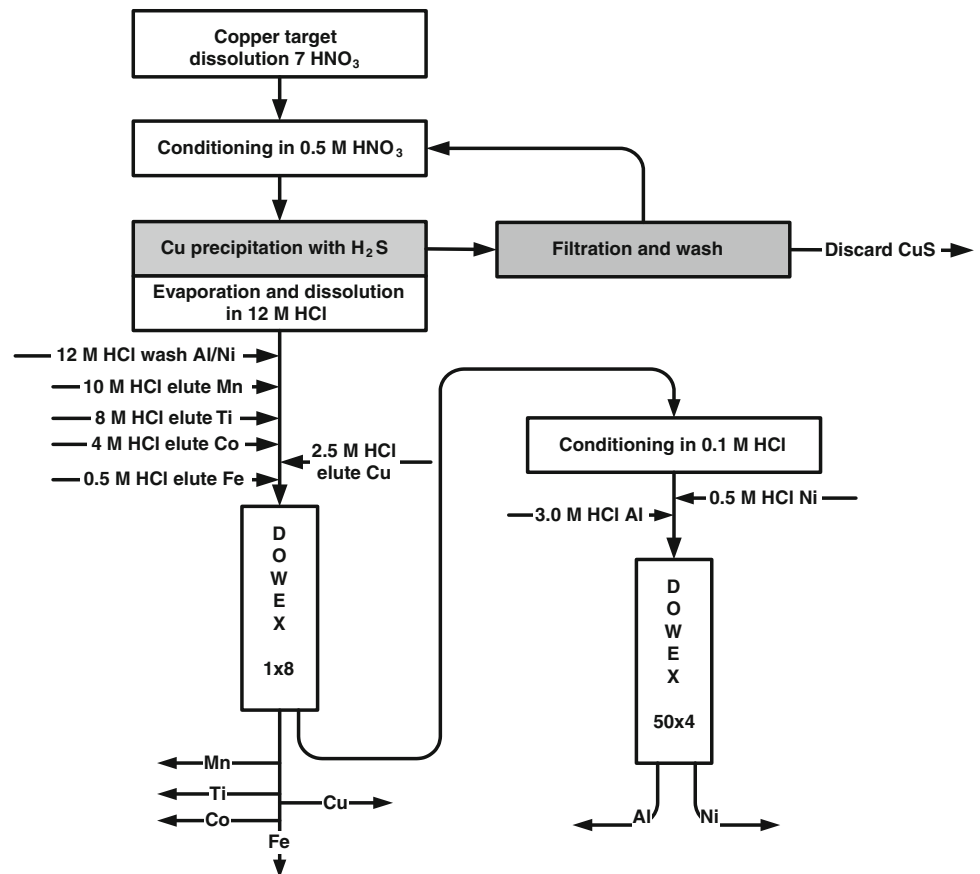 Copper target
dissolution 7 HNO₃
Conditioning in 0.5 M HNO₃
Cu precipitation with H₂S
Filtration and wash
Discard CuS
Evaporation and dissolution
in 12 M HCl
12 M HCl wash Al/Ni
10 M HCl elute Mn
8 M HCl elute Ti
4 M HCl elute Co
2.5 M HCl
elute Cu
0.5 M HCl elute Fe
D
O
W
E
X
1x8
Mn
Ti
Cu
Co
Fe
Conditioning in 0.1 M HCl
0.5 M HCl Ni
3.0 M HCl Al
D
O
W
E
X
50x4
Al
Ni